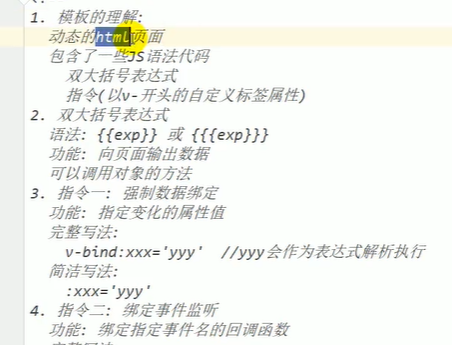 1. 模板的理解:
动态的html页面
包含了一些JS语法代码
双大括号表达式
指令(以v-开头的自定义标签属性)
2. 双大括号表达式
语法: {{exp}} 或 {{{exp}}}
功能: 向页面输出数据
可以调用对象的方法
3. 指令一: 强制数据绑定
功能: 指定变化的属性值
完整写法:
v-bind:xxx='yyy' //yyy会作为表达式解析执行
简洁写法:
:xxx='yyy'
4. 指令二: 绑定事件监听
功能: 绑定指定事件名的回调函数